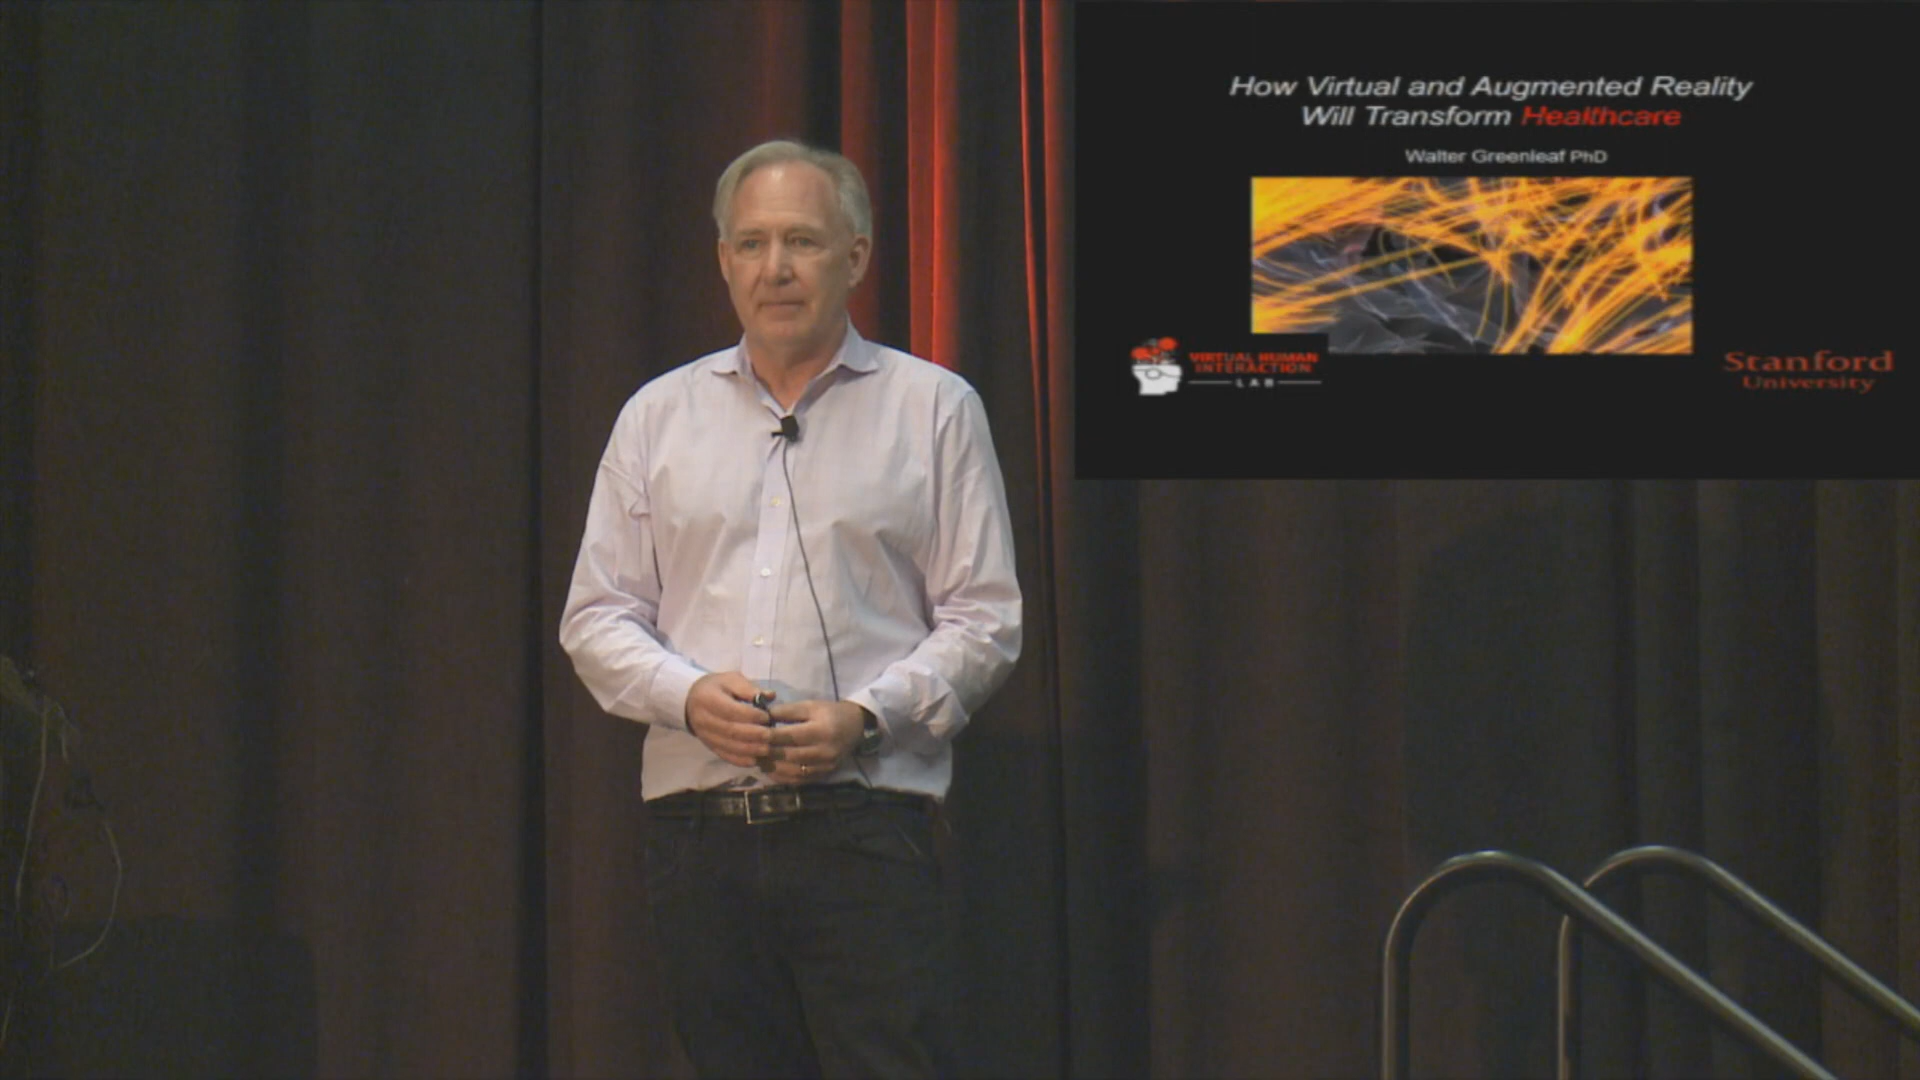 How Virtual and Augmented Reality
Will Transform Healthcare
Walter Greenleaf PhD
VIRTUAL HUMAN
INTERACTION
LAB
Stanford
University